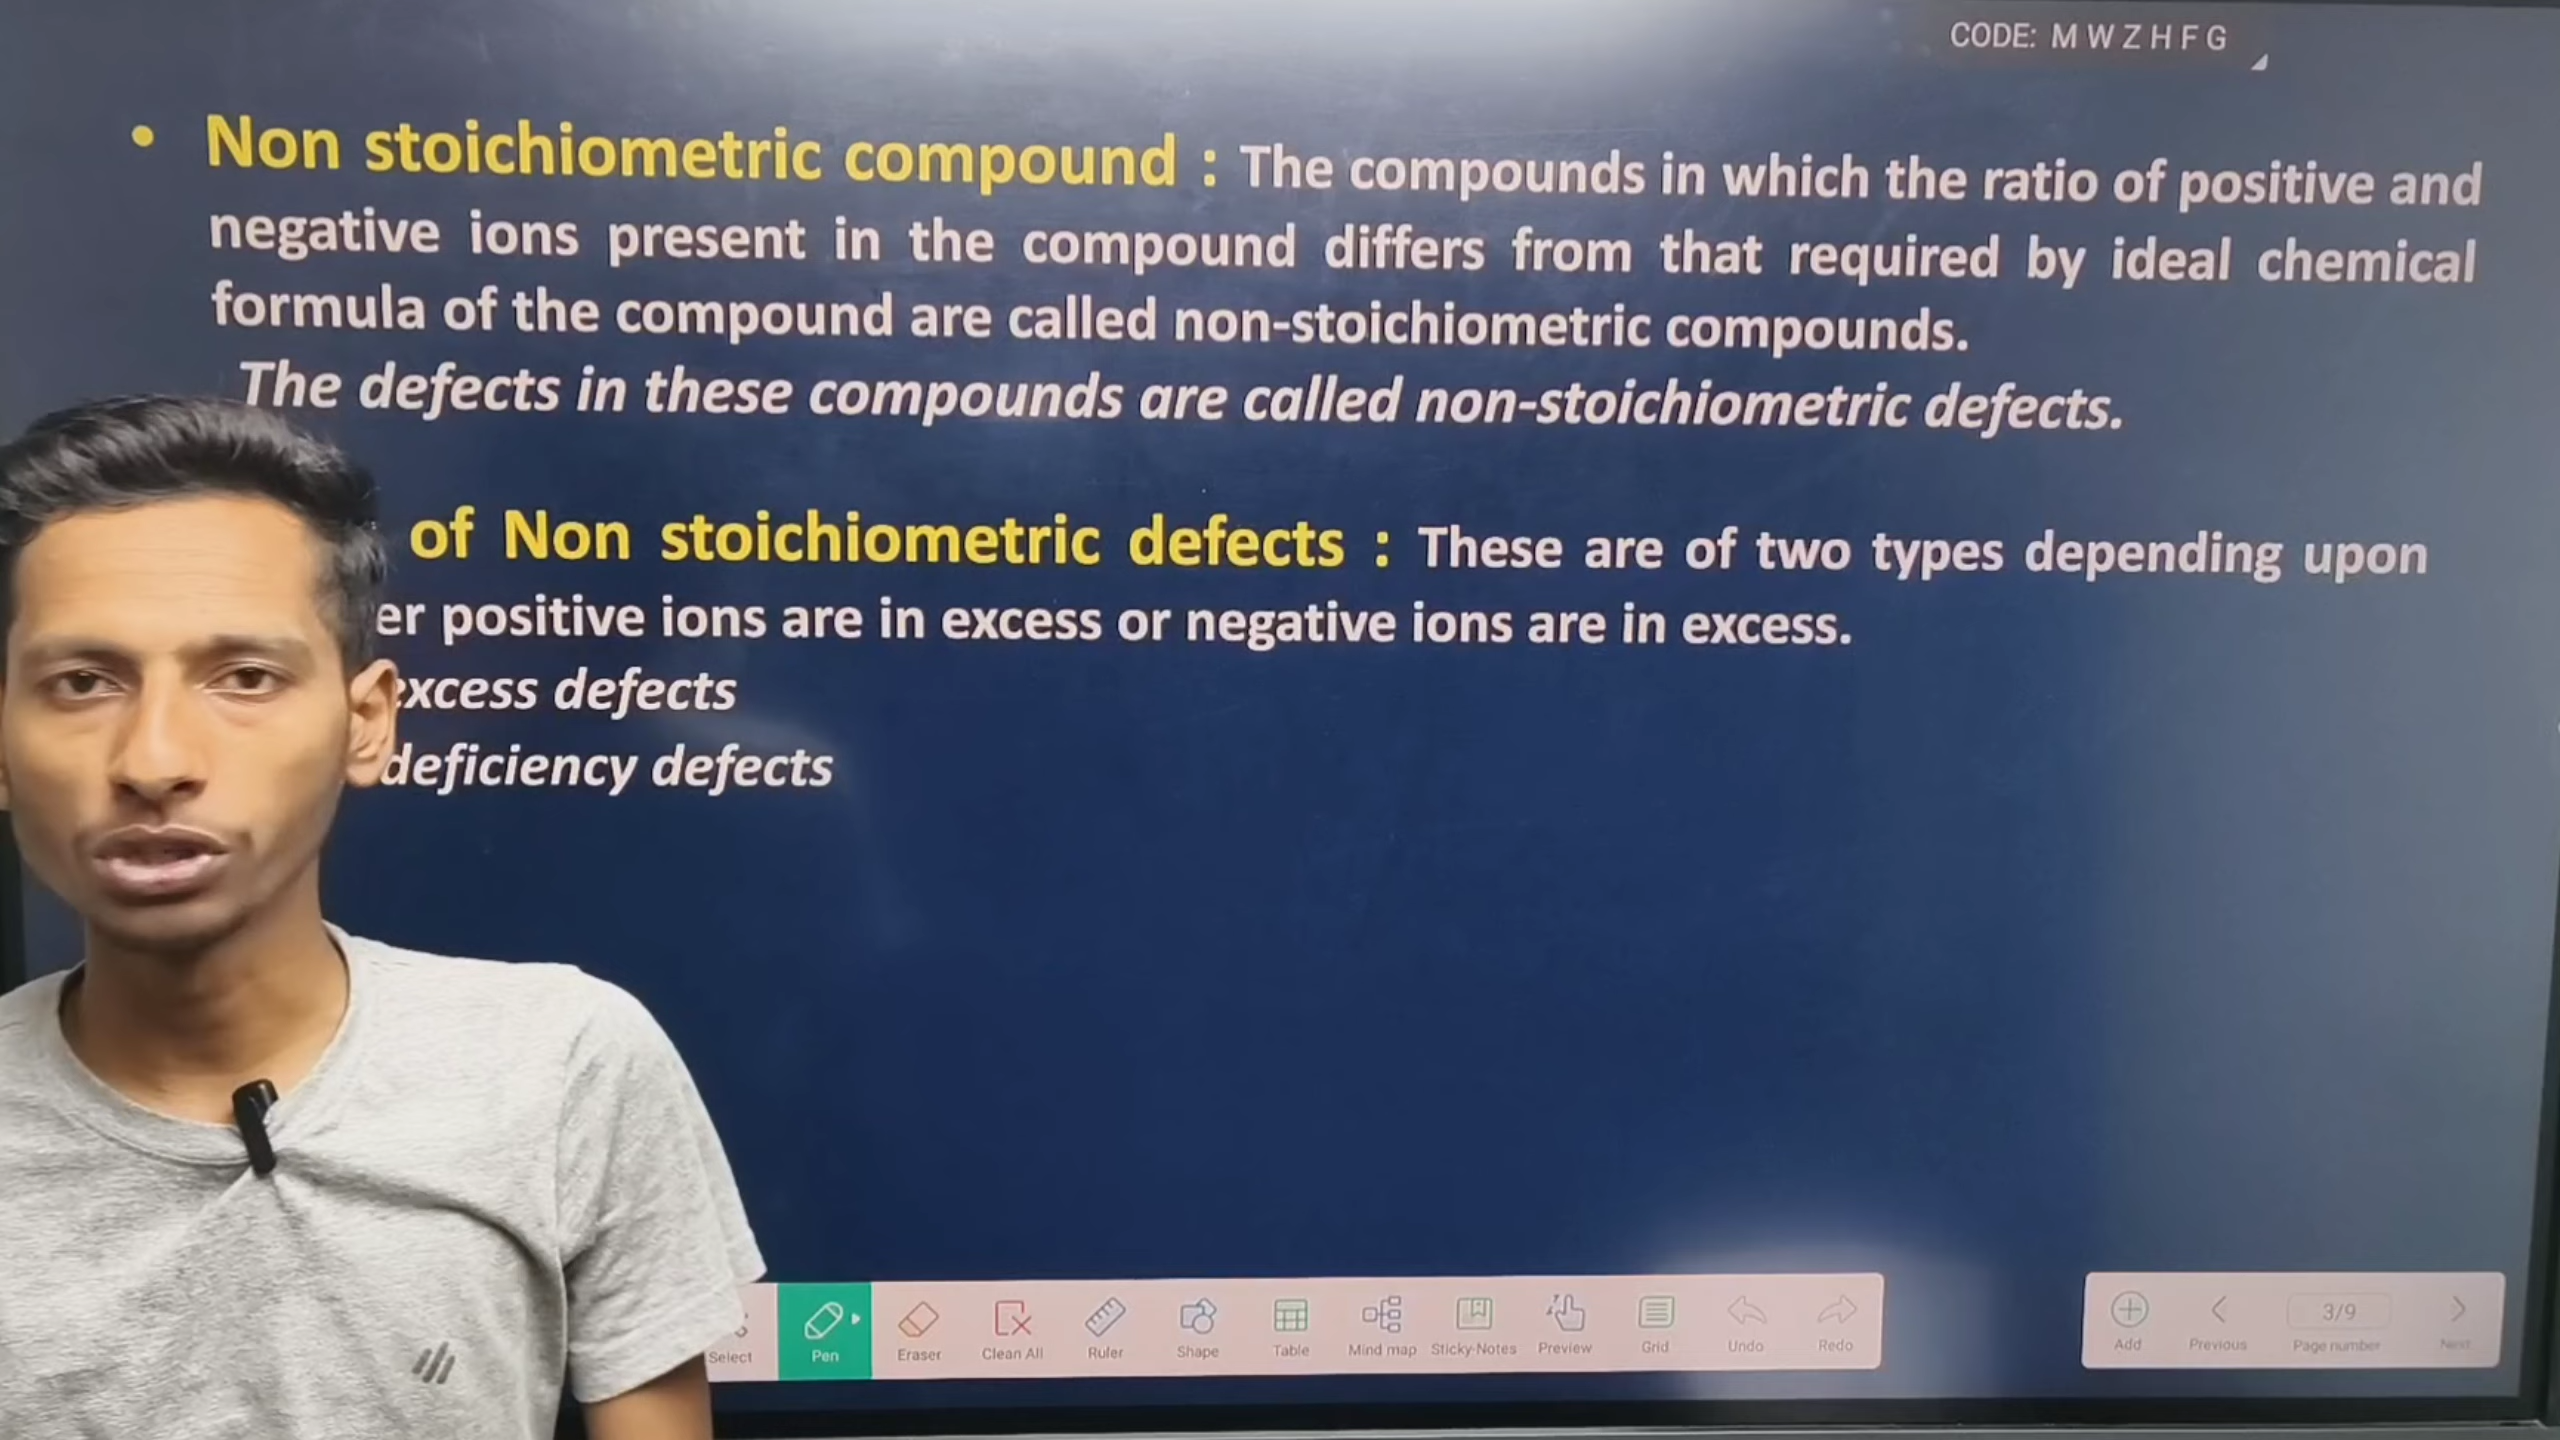 CODE: M W Z H F G
• Non stoichiometric compound : The compounds in which the ratio of positive and
negative ions present in the compound differs from that required by ideal chemical
formula of the compound are called non-stoichiometric compounds.
The defects in these compounds are called non-stoichiometric defects.
of Non stoichiometric defects : These are of two types depending upon
er positive ions are in excess or negative ions are in excess.
excess defects
deficiency defects
Select Pen Eraser Clean All Ruler Shape Table Mind map Sticky-Notes Preview Grid Undo Redo
Add Previous 3/9 Page number Next